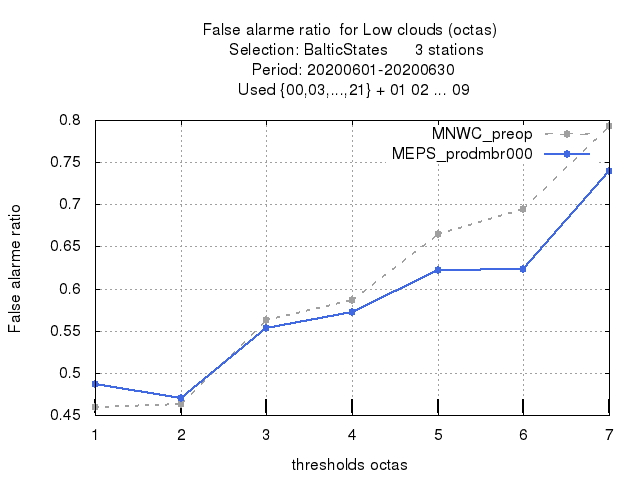 False alarme ratio  for Low clouds (octas)
Selection: BalticStates      3 stations
Period: 20200601-20200630
Used {00,03,...,21} + 01 02 ... 09
MNWC_preop
MEPS_prodmbr000
False alarme ratio
0.8
0.75
0.7
0.65
0.6
0.55
0.5
0.45
1 2 3 4 5 6 7
thresholds octas